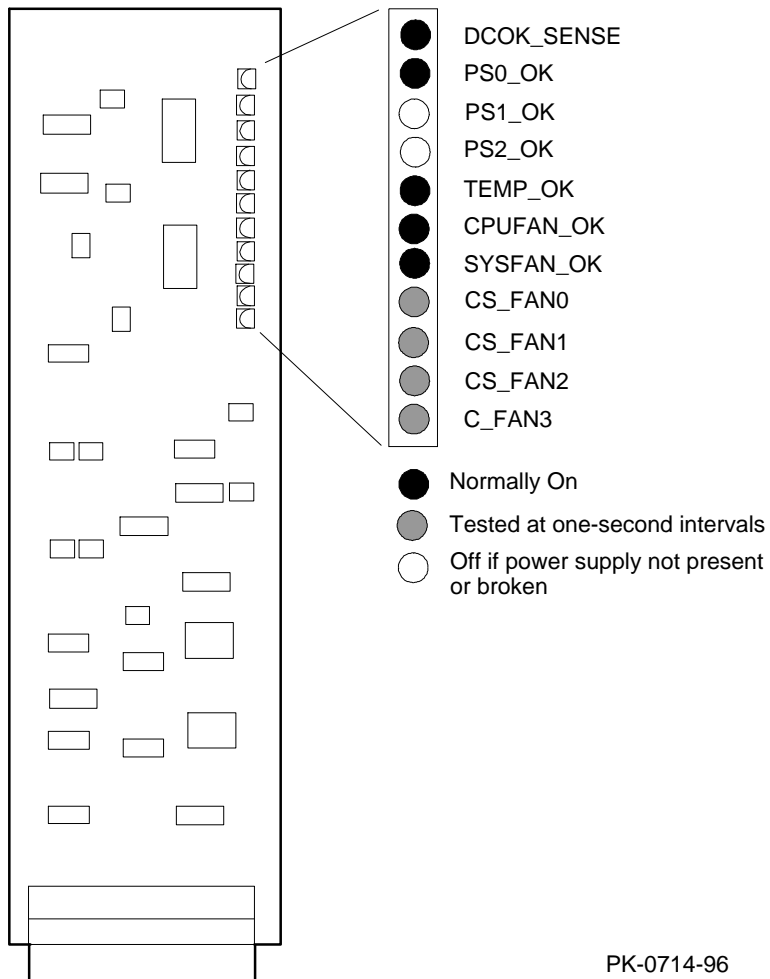 DCOK_SENSE
PS0_OK
PS1_OK
PS2_OK
TEMP_OK
CPUFAN_OK
SYSFAN_OK
CS_FAN0
CS_FAN1
CS_FAN2
C_FAN3
Normally On
Tested at one-second intervals
Off if power supply not present
or broken
PK-0714-96